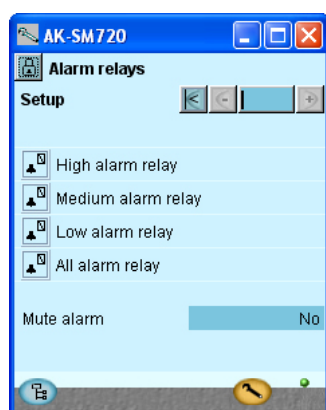 AK-SM720
Alarm relays
Setup
High alarm relay
Medium alarm relay
Low alarm relay
All alarm relay
Mute alarm No